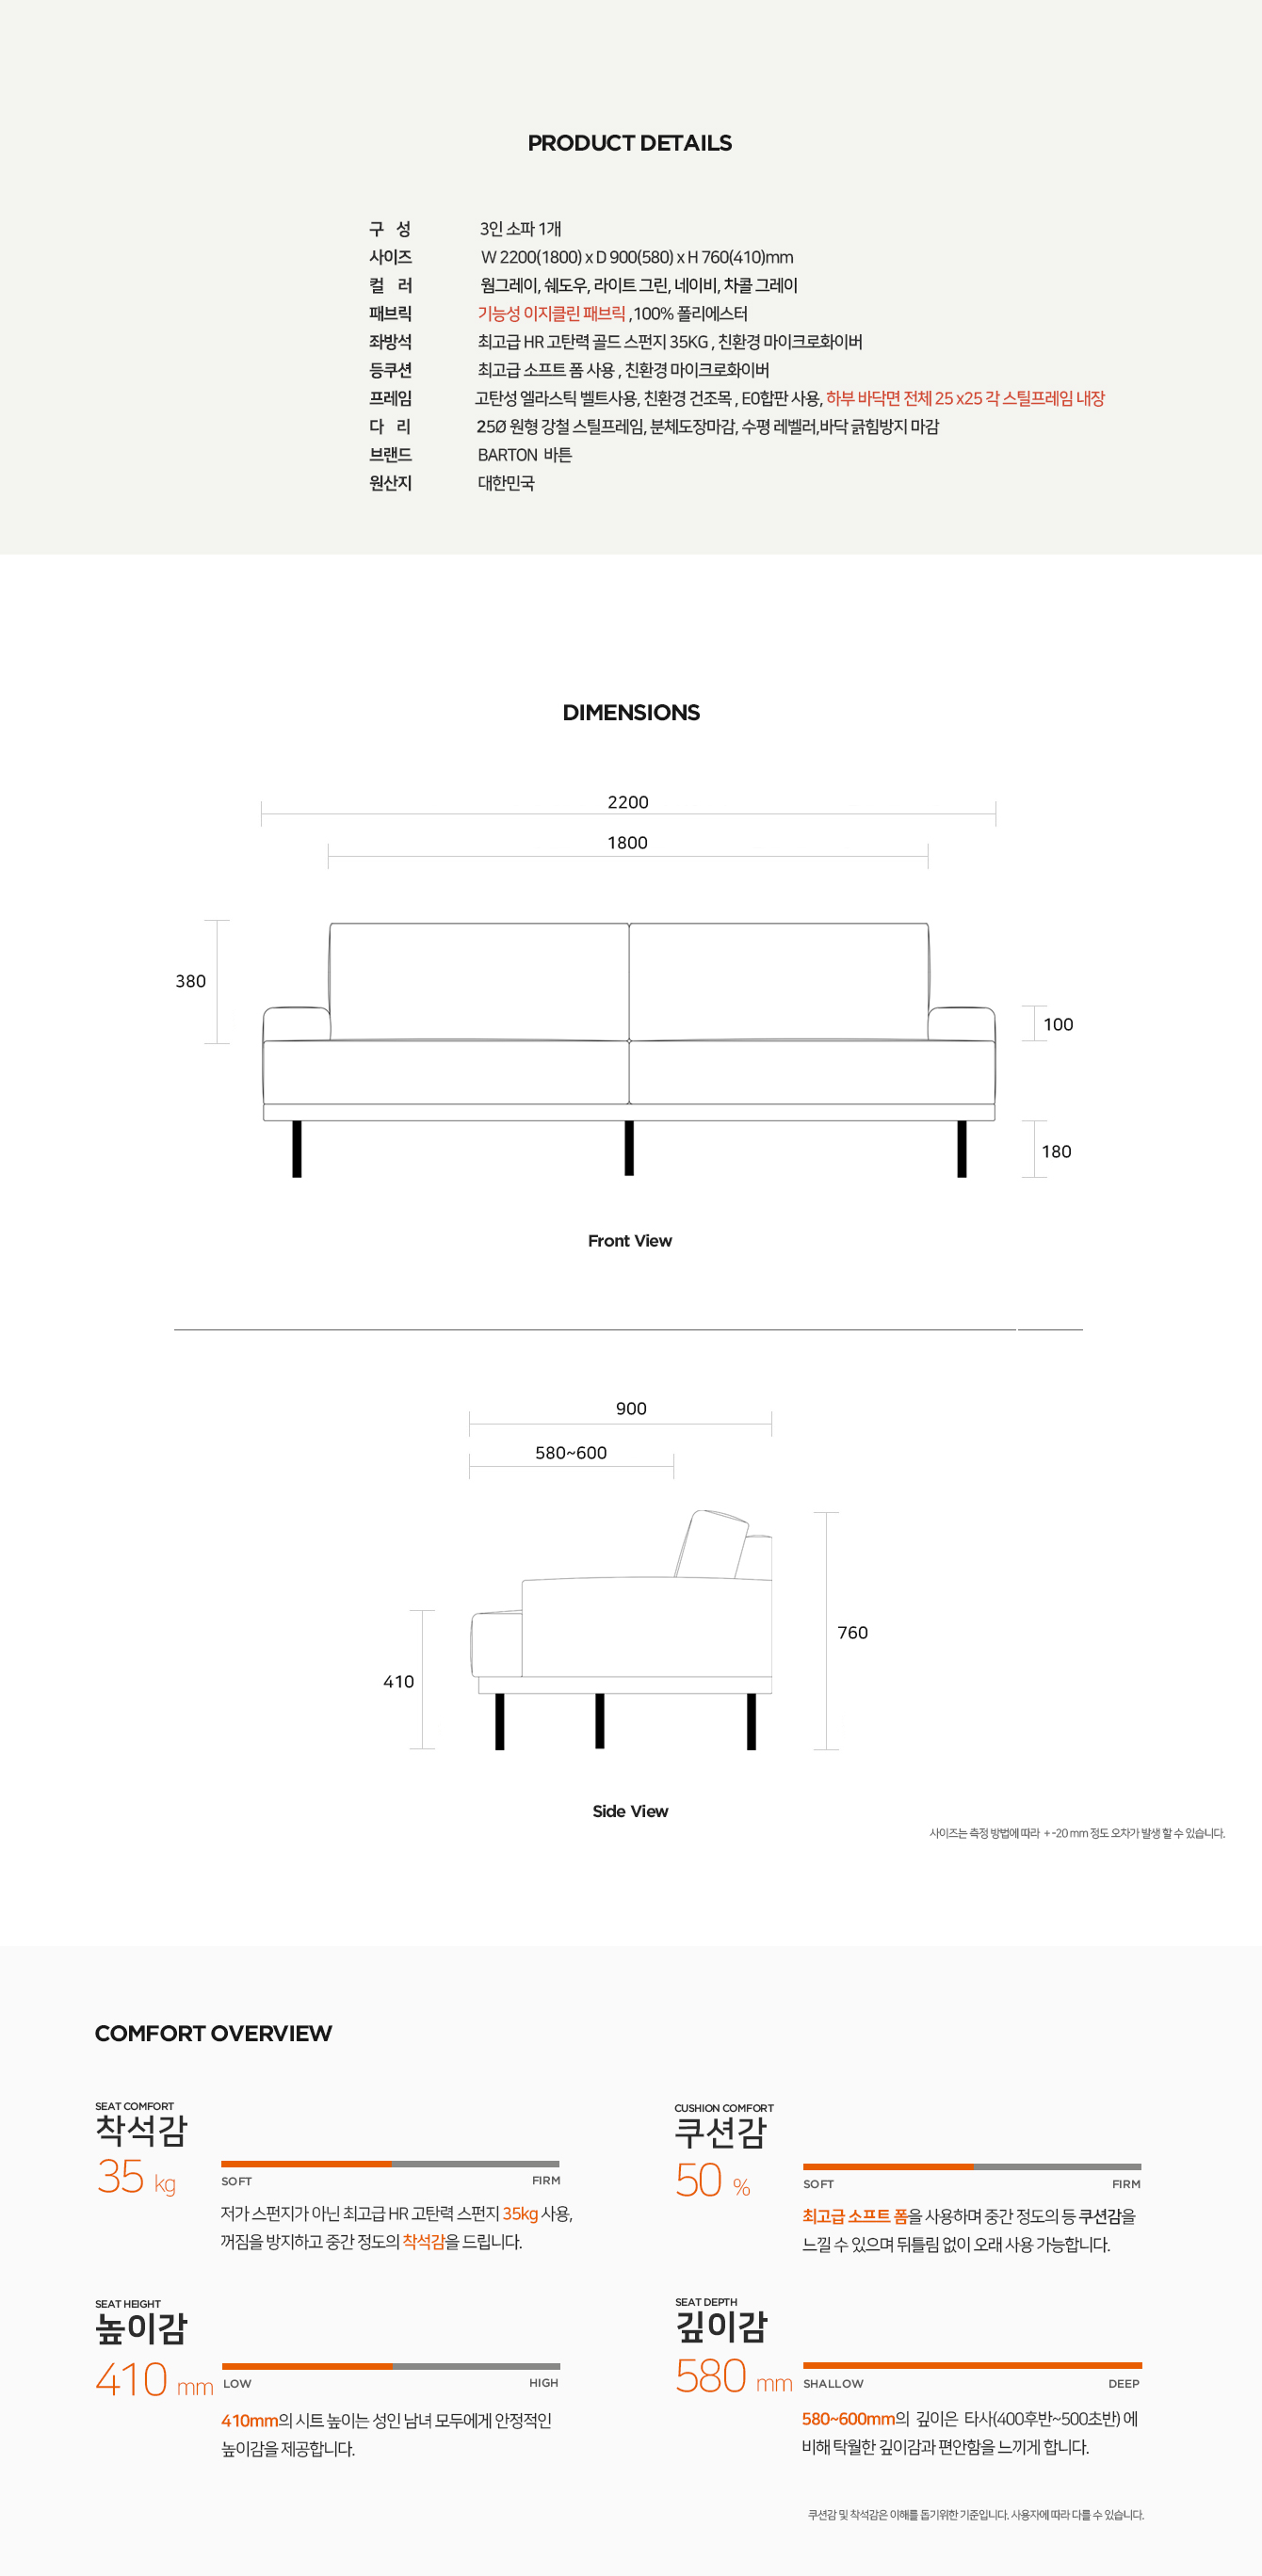 PRODUCT DETAILS
구 성 3인 소파 1개
사이즈 W 2200(1800) x D 900(580) x H 760(410)mm
컬 러 웜그레이, 쉐도우, 라이트 그린, 네이비, 차콜 그레이
패브릭 기능성 이지클린 패브릭 ,100% 폴리에스터
좌방석 최고급 HR 고탄력 골드 스펀지 35KG , 친환경 마이크로화이버
등쿠션 최고급 소프트 폼 사용 , 친환경 마이크로화이버
프레임 고탄성 엘라스틱 벨트사용, 친환경 건조목 , E0합판 사용, 하부 바닥면 전체 25 x25 각 스틸프레임 내장
다 리 25Ø 원형 강철 스틸프레임, 분체도장마감, 수평 레벨러,바닥 긁힘방지 마감
브랜드 BARTON 바튼
원산지 대한민국
DIMENSIONS
2200
1800
380
100
180
Front View
900
580~600
760
410
Side View
사이즈는 측정 방법에 따라 + -20 mm 정도 오차가 발생 할 수 있습니다.
COMFORT OVERVIEW
SEAT COMFORT
착석감
35 kg
SOFT FIRM
저가 스펀지가 아닌 최고급 HR 고탄력 스펀지 35kg 사용,
꺼짐을 방지하고 중간 정도의 착석감을 드립니다.
CUSHION COMFORT
쿠션감
50 %
SOFT FIRM
최고급 소프트 폼을 사용하며 중간 정도의 등 쿠션감을
느낄 수 있으며 뒤틀림 없이 오래 사용 가능합니다.
SEAT HEIGHT
높이감
410 mm
LOW HIGH
410mm의 시트 높이는 성인 남녀 모두에게 안정적인
높이감을 제공합니다.
SEAT DEPTH
깊이감
580 mm
SHALLOW DEEP
580~600mm의 깊이은 타사(400후반~500초반) 에
비해 탁월한 깊이감과 편안함을 느끼게 합니다.
쿠션감 및 착석감은 이해를 돕기위한 기준입니다. 사용자에 따라 다를 수 있습니다.